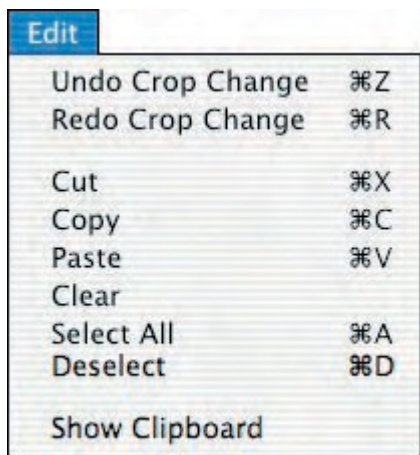 Edit
Undo Crop Change ⌘Z
Redo Crop Change ⌘R
Cut ⌘X
Copy ⌘C
Paste ⌘V
Clear
Select All ⌘A
Deselect ⌘D
Show Clipboard